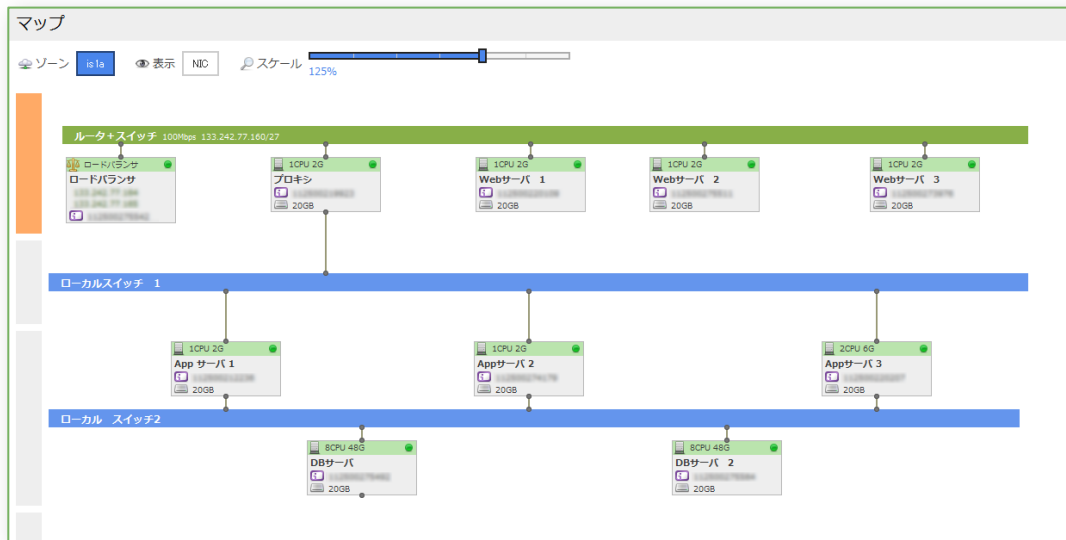 マップ
ゾーン is1a 表示 NIC スケール 125%
ルータ+スイッチ 100Mbps 133.242.77.160/27
ロードバランサ
ロードバランサ
1CPU 2G
プロキシ
20GB
1CPU 2G
Webサーバ 1
20GB
1CPU 2G
Webサーバ 2
20GB
1CPU 2G
Webサーバ 3
20GB
ローカルスイッチ 1
1CPU 2G
App サーバ 1
20GB
1CPU 2G
Appサーバ 2
20GB
2CPU 6G
Appサーバ 3
20GB
ローカル スイッチ2
8CPU 48G
DBサーバ
20GB
8CPU 48G
DBサーバ 2
20GB